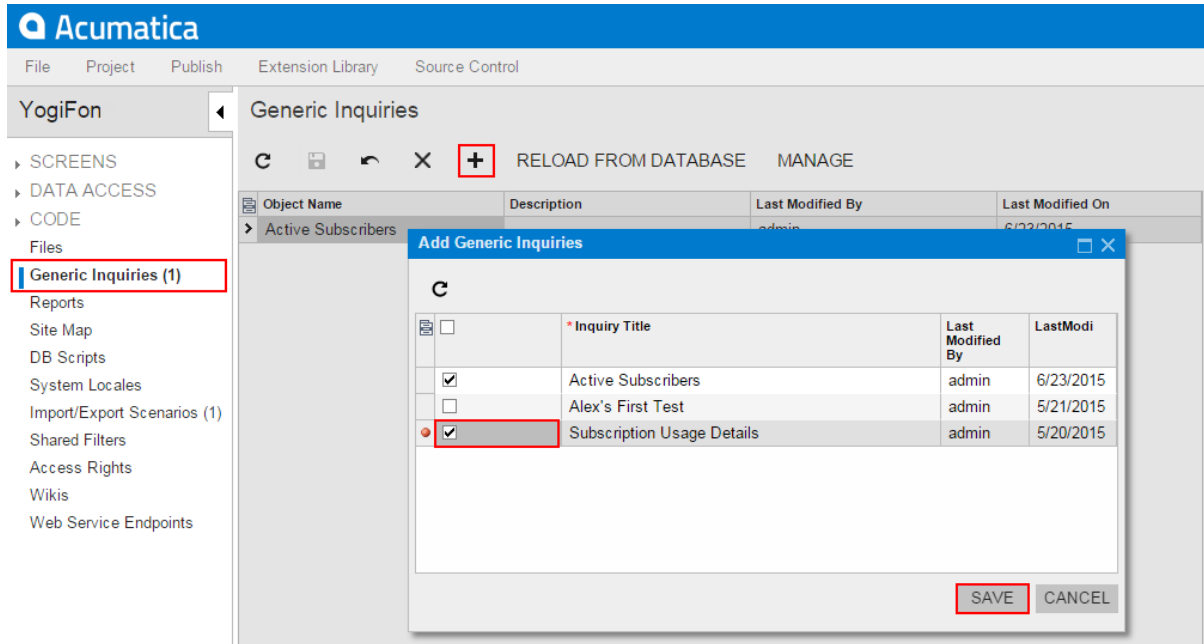 Acumatica
File Project Publish Extension Library Source Control
YogiFon
Generic Inquiries
SCREENS
DATA ACCESS
CODE
Files
Generic Inquiries (1)
Reports
Site Map
DB Scripts
System Locales
Import/Export Scenarios (1)
Shared Filters
Access Rights
Wikis
Web Service Endpoints
RELOAD FROM DATABASE MANAGE
Object Name Description Last Modified By Last Modified On
Active Subscribers admin 6/23/2015
Add Generic Inquiries
* Inquiry Title Last Modified By LastModi
Active Subscribers admin 6/23/2015
Alex's First Test admin 5/21/2015
Subscription Usage Details admin 5/20/2015
SAVE CANCEL